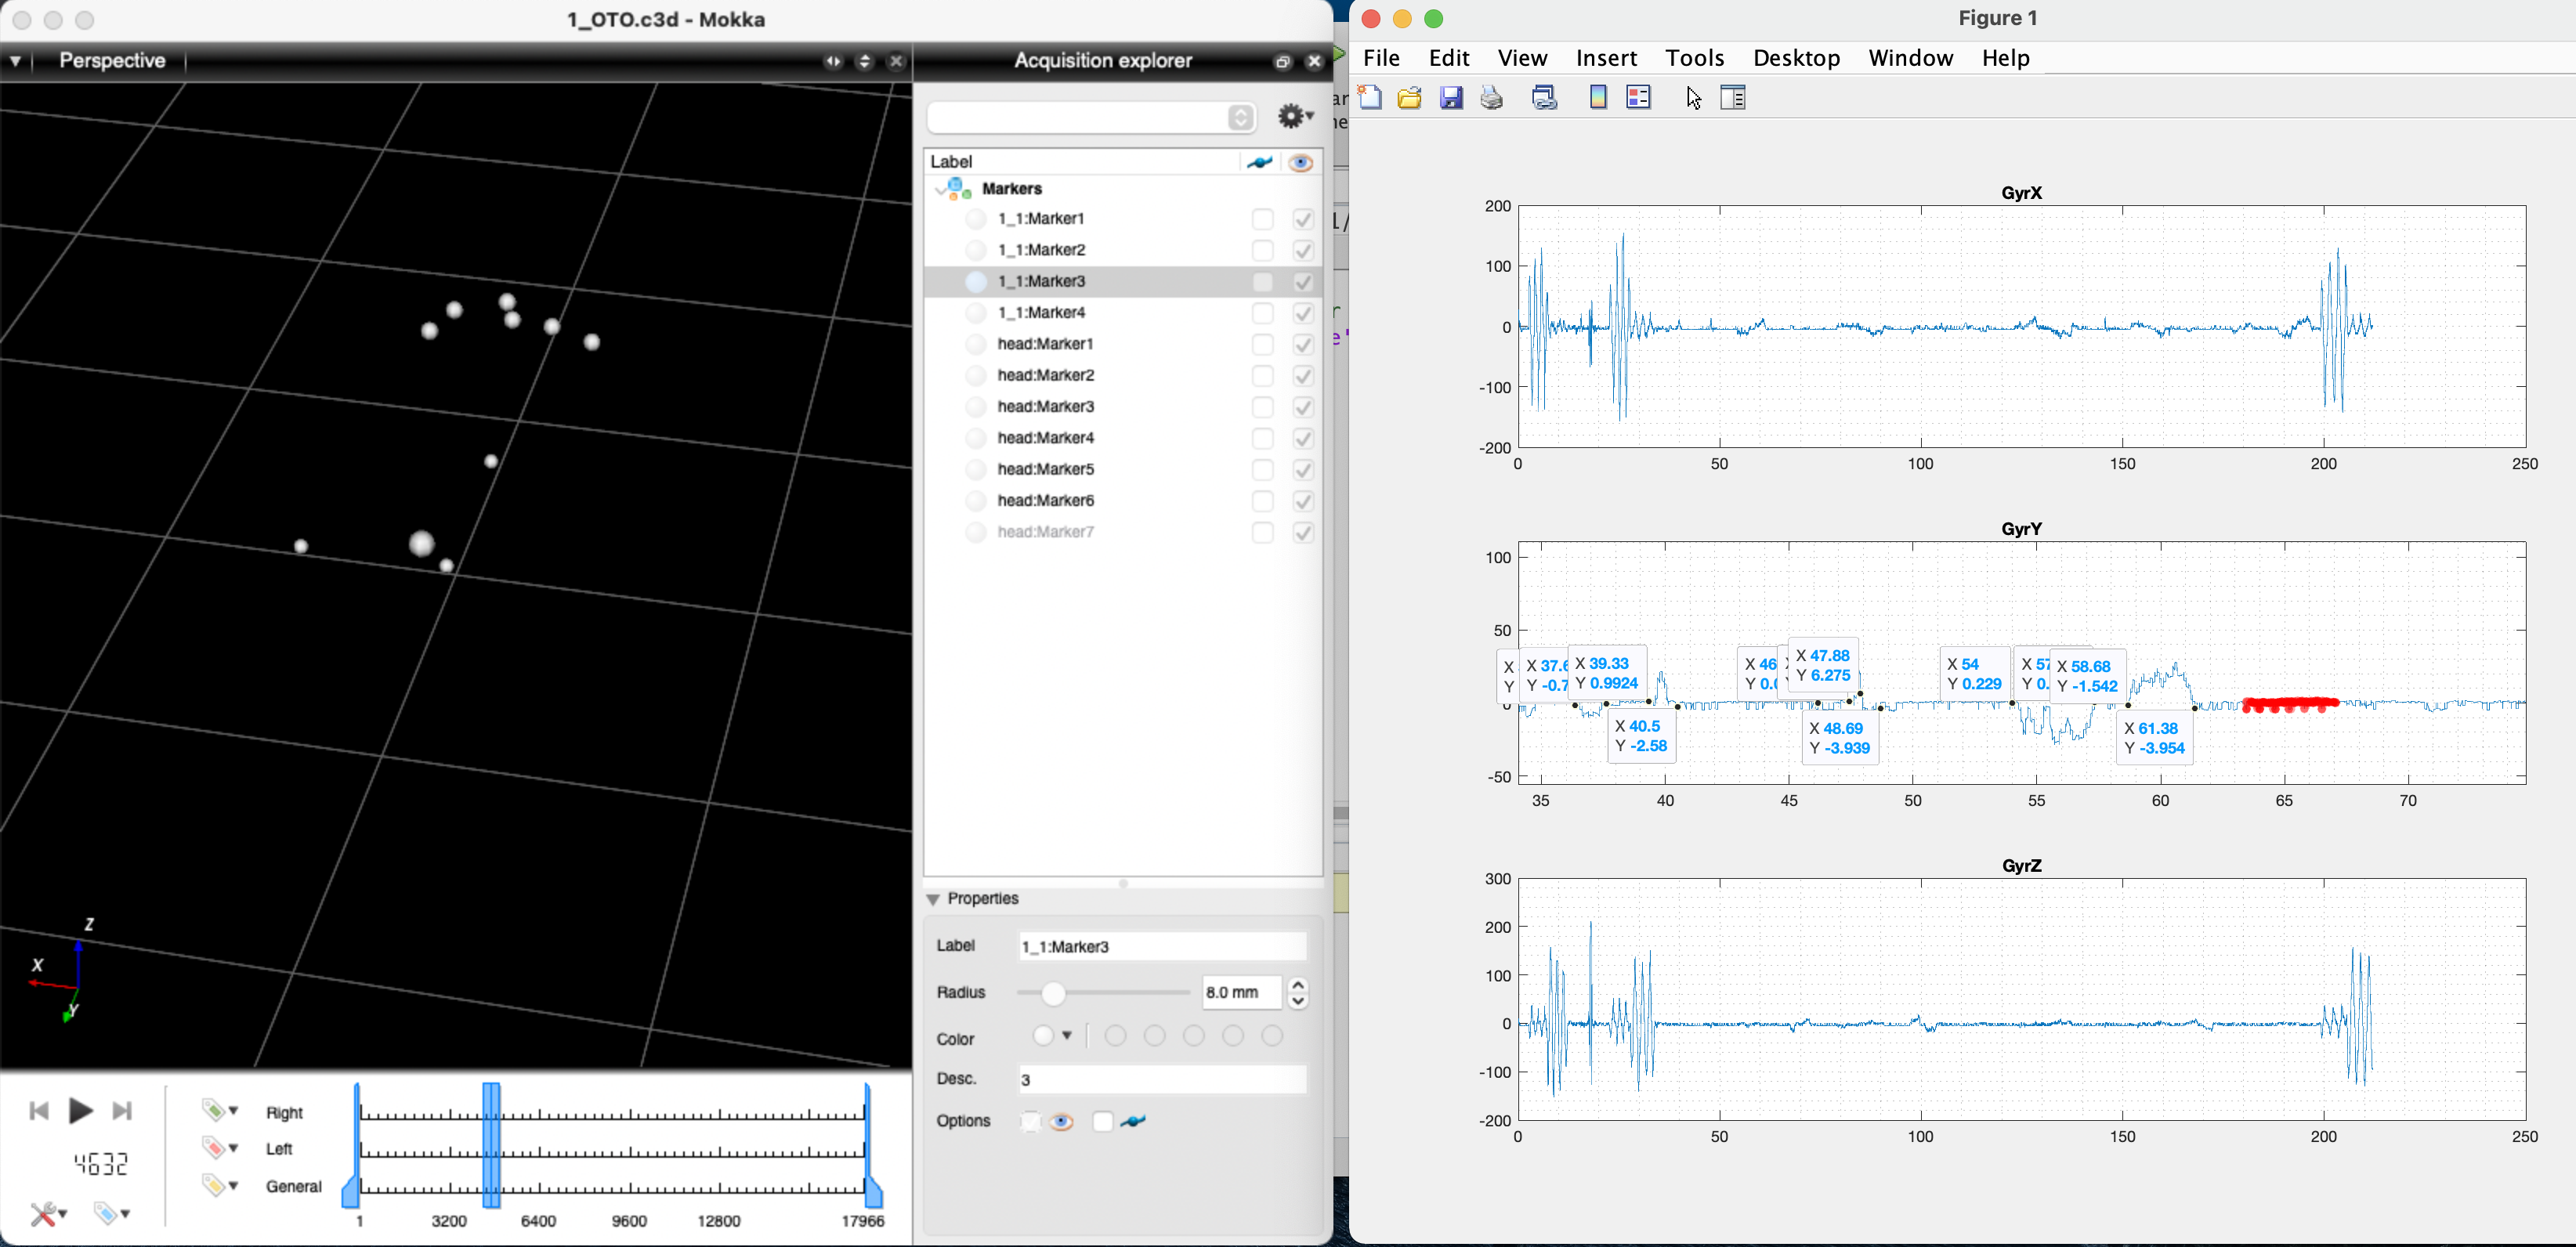 1_OTO.c3d - Mokka
Perspective
Acquisition explorer
Label
Markers
1_1:Marker1
1_1:Marker2
1_1:Marker3
1_1:Marker4
head:Marker1
head:Marker2
head:Marker3
head:Marker4
head:Marker5
head:Marker6
head:Marker7
Properties
Label 1_1:Marker3
Radius 8.0 mm
Color
Desc. 3
Options
Z
X
Y
Right
Left
General
4632
1 3200 6400 9600 12800 17966
Figure 1
File Edit View Insert Tools Desktop Window Help
GyrX
200
100
0
-100
-200
0 50 100 150 200 250
GyrY
100
50
0
-50
X
Y
X 37.6
Y -0.7
X 39.33
Y 0.9924
X 40.5
Y -2.58
X 46
Y 0.0
X 47.88
Y 6.275
X 48.69
Y -3.939
X 54
Y 0.229
X 57
Y 0.
X 58.68
Y -1.542
X 61.38
Y -3.954
35 40 45 50 55 60 65 70
GyrZ
300
200
100
0
-100
-200
0 50 100 150 200 250